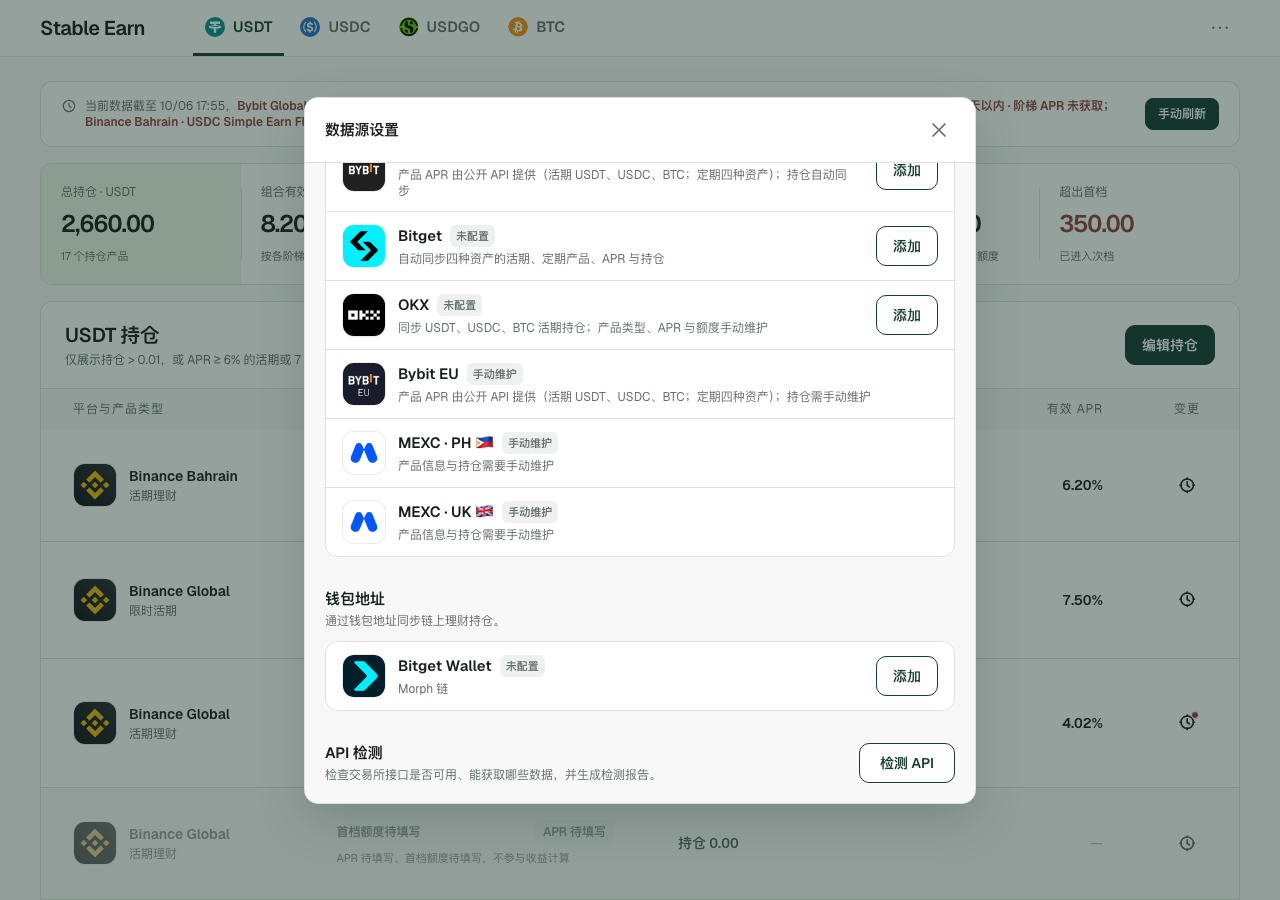 Stable Earn
USDT
USDC
USDGO
BTC
...
当前数据截至 10/06 17:55，Bybit Global
天以内 · 阶梯 APR 未获取；
Binance Bahrain · USDC Simple Earn Fl
手动刷新
总持仓 · USDT
2,660.00
17 个持仓产品
组合有效
8.20
按各阶梯
额度
超出首档
350.00
已进入次档
USDT 持仓
仅展示持仓 > 0.01，或 APR ≥ 6% 的活期或 7
编辑持仓
平台与产品类型
有效 APR
变更
Binance Bahrain
活期理财
6.20%
Binance Global
限时活期
7.50%
Binance Global
活期理财
4.02%
Binance Global
活期理财
首档额度待填写
APR 待填写
APR 待填写、首档额度待填写，不参与收益计算
持仓 0.00
—
数据源设置
BYBIT
产品 APR 由公开 API 提供（活期 USDT、USDC、BTC；定期四种资产）；持仓自动同
步
添加
Bitget
未配置
自动同步四种资产的活期、定期产品、APR 与持仓
添加
OKX
OKX
未配置
同步 USDT、USDC、BTC 活期持仓；产品类型、APR 与额度手动维护
添加
BYBIT
EU
Bybit EU
手动维护
产品 APR 由公开 API 提供（活期 USDT、USDC、BTC；定期四种资产）；持仓需手动维护
MEXC · PH 🇵🇭
手动维护
产品信息与持仓需要手动维护
MEXC · UK 🇬🇧
手动维护
产品信息与持仓需要手动维护
钱包地址
通过钱包地址同步链上理财持仓。
Bitget Wallet
未配置
Morph 链
添加
API 检测
检查交易所接口是否可用、能获取哪些数据，并生成检测报告。
检测 API